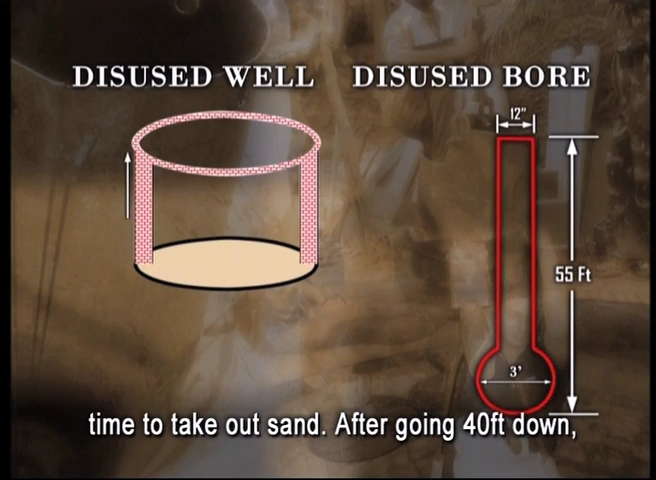 DISUSED WELL
DISUSED BORE
12"
55 Ft
3'
time to take out sand. After going 40ft down,